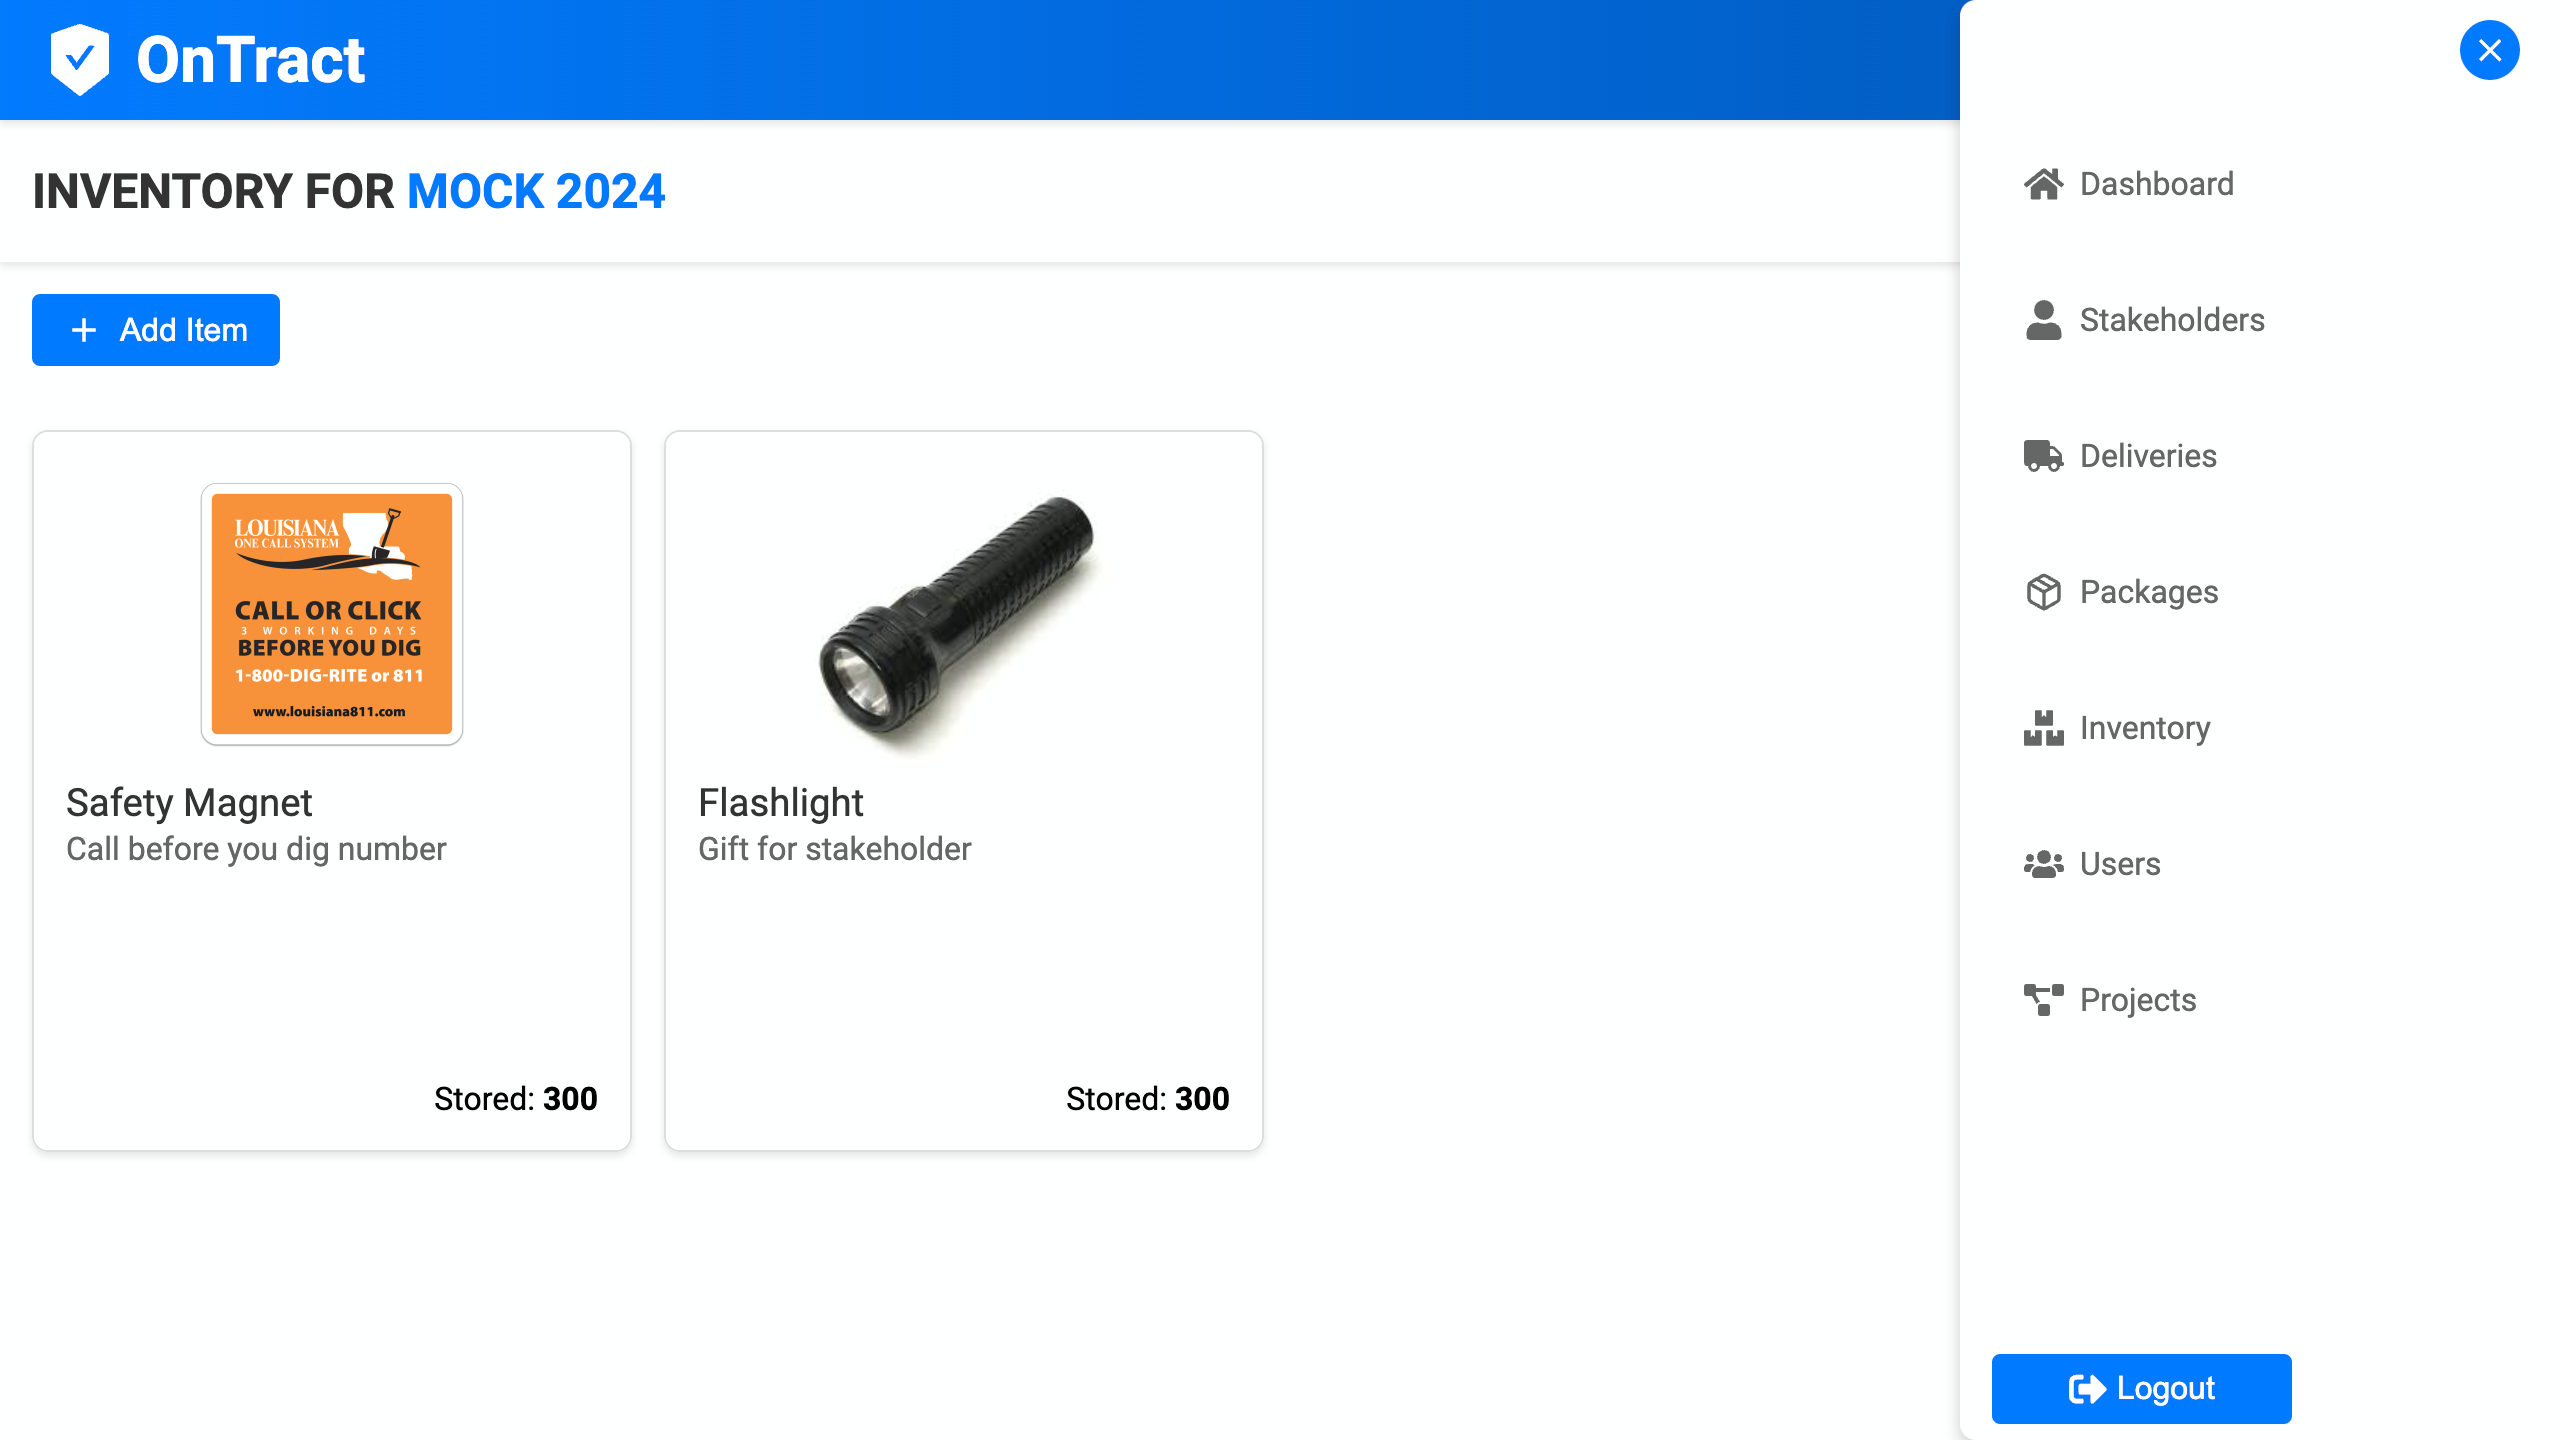 OnTract
INVENTORY FOR MOCK 2024
Add Item
LOUISIANA
ONE CALL SYSTEM
CALL OR CLICK
3 WORKING DAYS
BEFORE YOU DIG
1-800-DIG-RITE or 811
www.louisiana811.com
Safety Magnet
Call before you dig number
Stored: 300
Flashlight
Gift for stakeholder
Stored: 300
Dashboard
Stakeholders
Deliveries
Packages
Inventory
Users
Projects
Logout